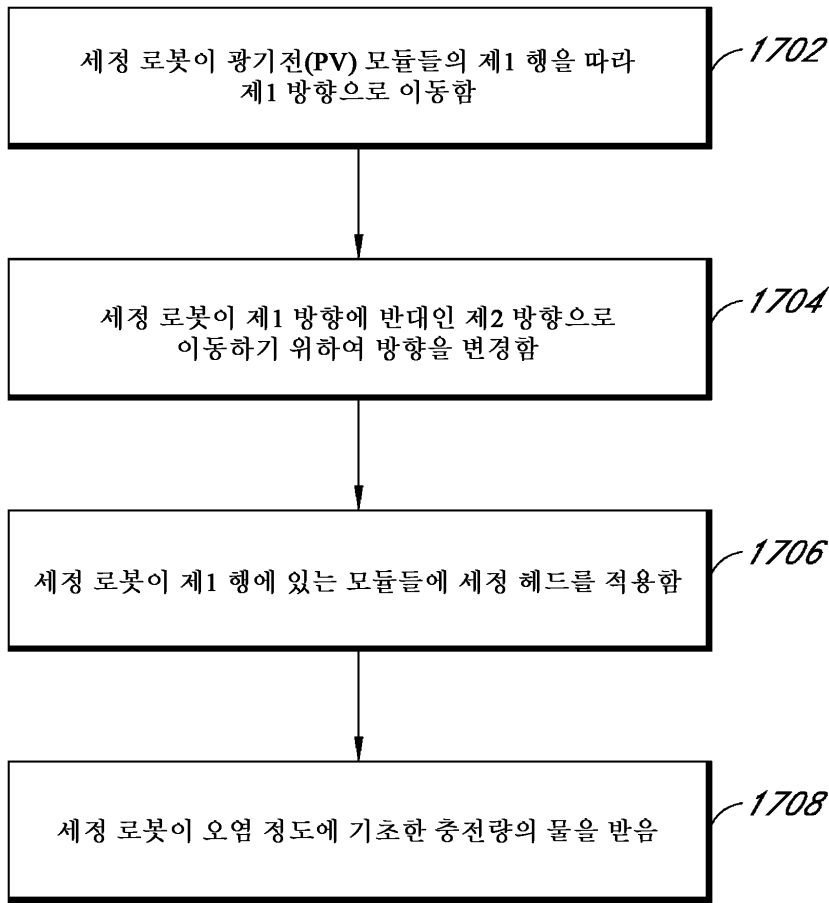 세정 로봇이 광기전(PV) 모듈들의 제1 행을 따라
제1 방향으로 이동함
1702
세정 로봇이 제1 방향에 반대인 제2 방향으로
이동하기 위하여 방향을 변경함
1704
세정 로봇이 제1 행에 있는 모듈들에 세정 헤드를 적용함
1706
세정 로봇이 오염 정도에 기초한 충전량의 물을 받음
1708